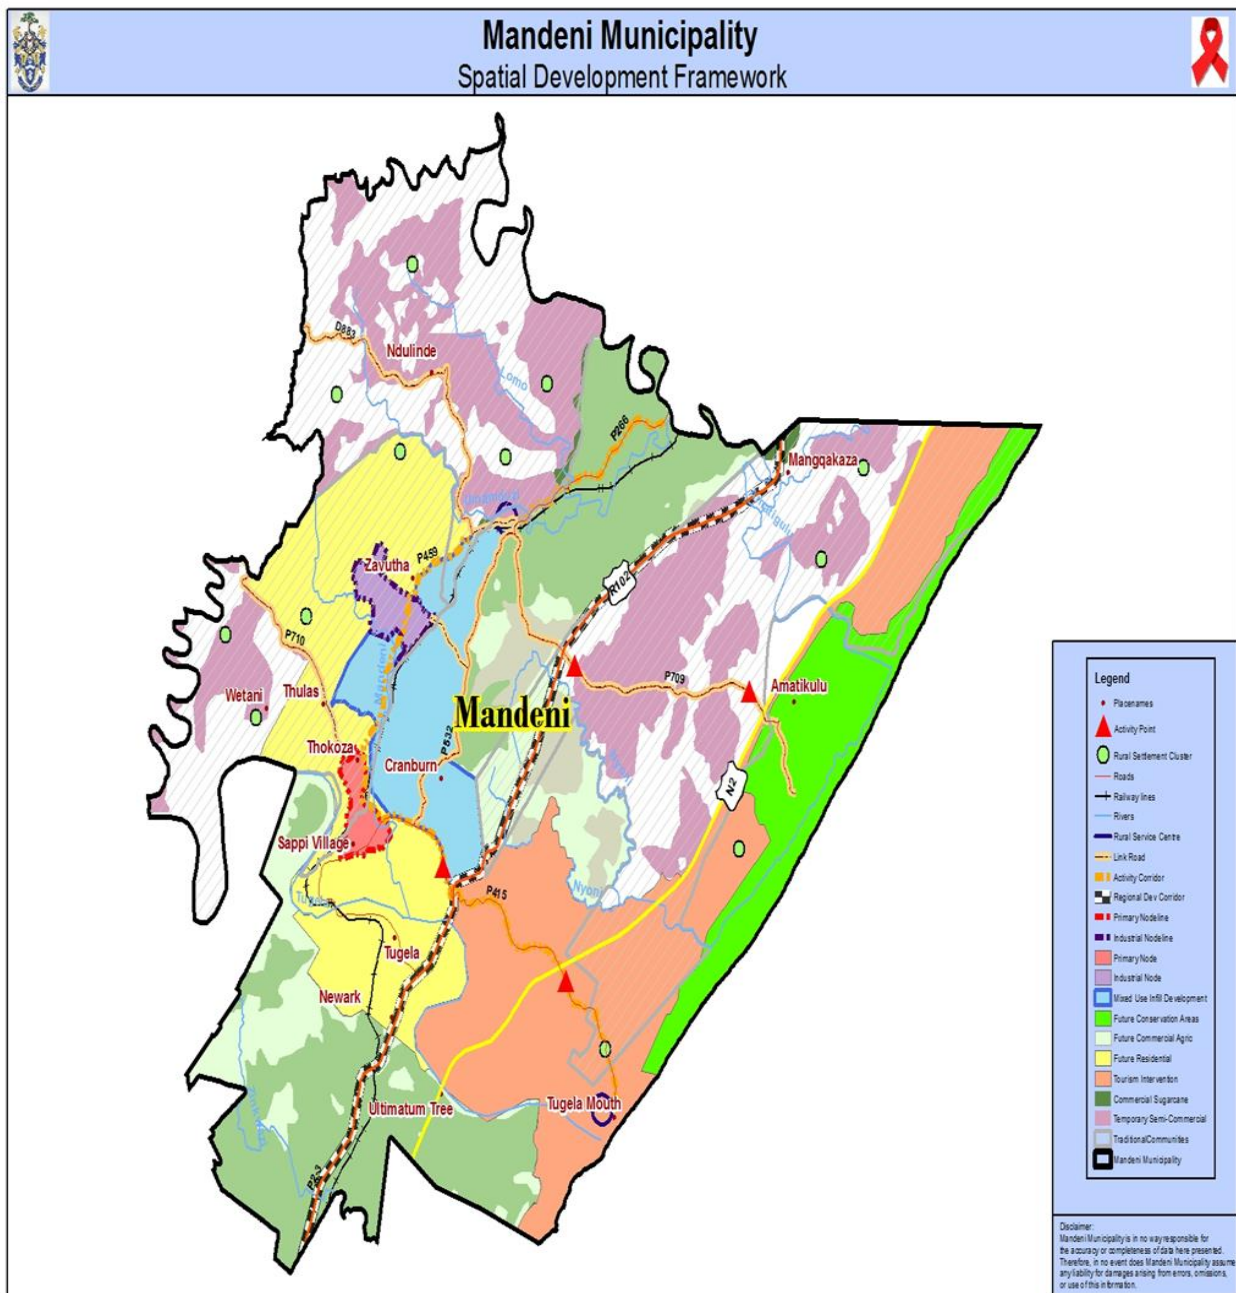 Mandeni Municipality
Spatial Development Framework
D883
Ndulinde
Lomo
P266
Mangqakaza
P459
Zavutha
R102
P710
Wetani
Thulas
Mandeni
P709
Amatikulu
Mandeni
P532
Thokoza
Cranburn
N2
Sappi Village
Nyoni
P415
Tugela
Tugela
Newark
Ultimatum Tree
Tugela Mouth
P2-3
Legend
Placenames
Activity Point
Rural Settlement Cluster
Roads
Railway lines
Rivers
Rural Service Centre
Link Road
Activity Corridor
Regional Dev Corridor
Primary Nodeline
Industrial Nodeline
Primary Node
Industrial Node
Mixed Use Infill Development
Future Conservation Areas
Future Commercial Agric
Future Residential
Tourism Intervention
Commercial Sugarcane
Temporary Semi-Commercial
TraditionalCommunities
Mandeni Municipality
Disclaimer:
Mandeni Municipality is in no way responsible for
the accuracy or completeness of data here presented.
Therefore, in no event does Mandeni Municipality assume
any liability for damages arising from errors, omissions,
or use of this information.